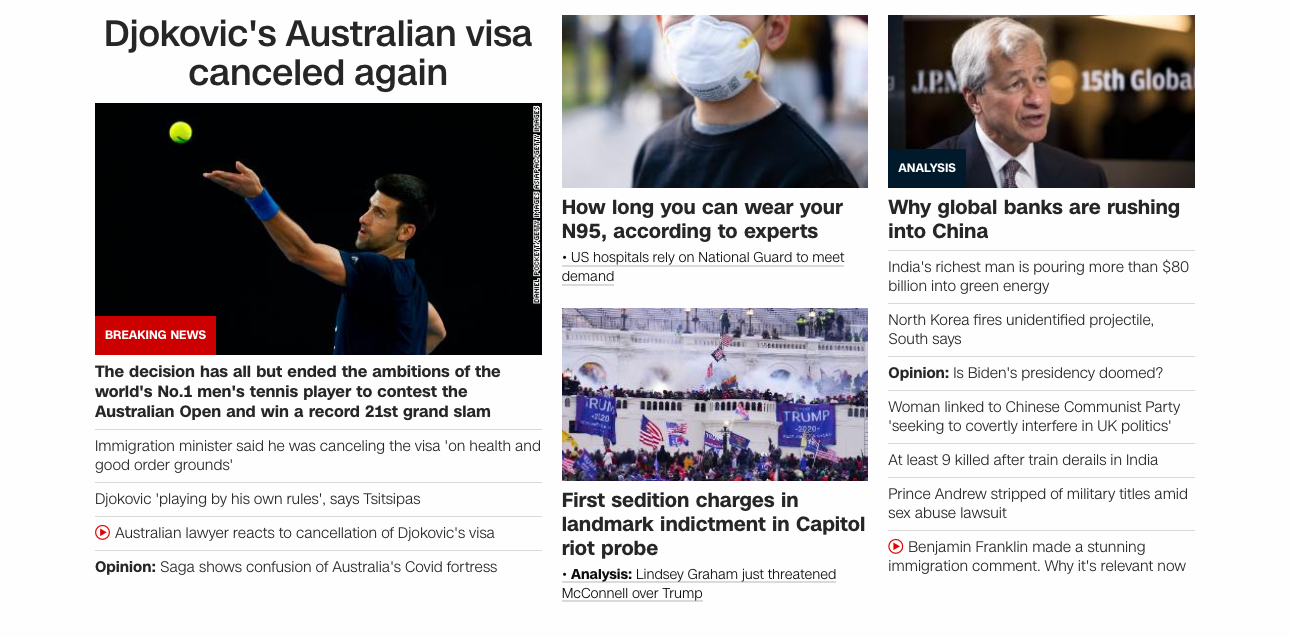 Djokovic's Australian visa
canceled again
DANIEL POCKETT/GETTY IMAGES ASIAPAC/GETTY IMAGES
BREAKING NEWS
The decision has all but ended the ambitions of the
world's No.1 men's tennis player to contest the
Australian Open and win a record 21st grand slam
Immigration minister said he was canceling the visa 'on health and
good order grounds'
Djokovic 'playing by his own rules', says Tsitsipas
Australian lawyer reacts to cancellation of Djokovic's visa
Opinion: Saga shows confusion of Australia's Covid fortress
How long you can wear your
N95, according to experts
• US hospitals rely on National Guard to meet
demand
TRUMP
2020
TRUMP
2020
First sedition charges in
landmark indictment in Capitol
riot probe
• Analysis: Lindsey Graham just threatened
McConnell over Trump
J.P.M
15th Global
ANALYSIS
Why global banks are rushing
into China
India's richest man is pouring more than $80
billion into green energy
North Korea fires unidentified projectile,
South says
Opinion: Is Biden's presidency doomed?
Woman linked to Chinese Communist Party
'seeking to covertly interfere in UK politics'
At least 9 killed after train derails in India
Prince Andrew stripped of military titles amid
sex abuse lawsuit
Benjamin Franklin made a stunning
immigration comment. Why it's relevant now